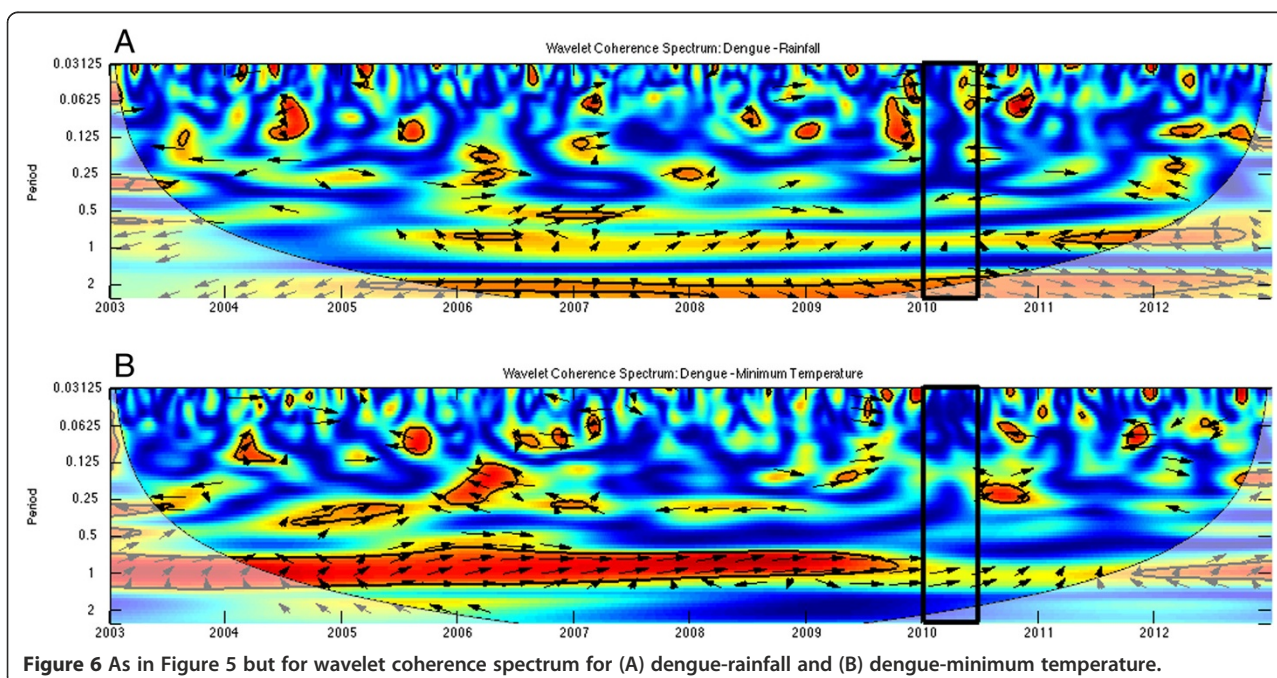 A
Wavelet Coherence Spectrum: Dengue -Rainfall
0.03125
0.0625
0.125
0.25
0.5
1
2
Period
2003 2004 2005 2006 2007 2008 2009 2010 2011 2012
B
Wavelet Coherence Spectrum: Dengue -Minimum Temperature
0.03125
0.0625
0.125
0.25
0.5
1
2
Period
2003 2004 2005 2006 2007 2008 2009 2010 2011 2012
Figure 6 As in Figure 5 but for wavelet coherence spectrum for (A) dengue-rainfall and (B) dengue-minimum temperature.